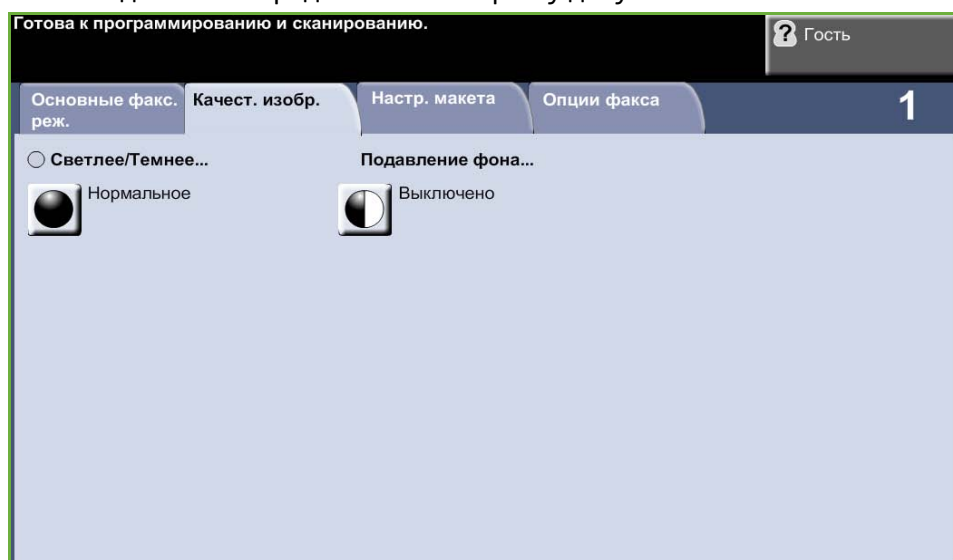 Готова к программированию и сканированию.
Гость
Основные факс. реж.
Качест. изобр.
Настр. макета
Опции факса
1
Светлее/Темнее...
Подавление фона...
Нормальное
Выключено